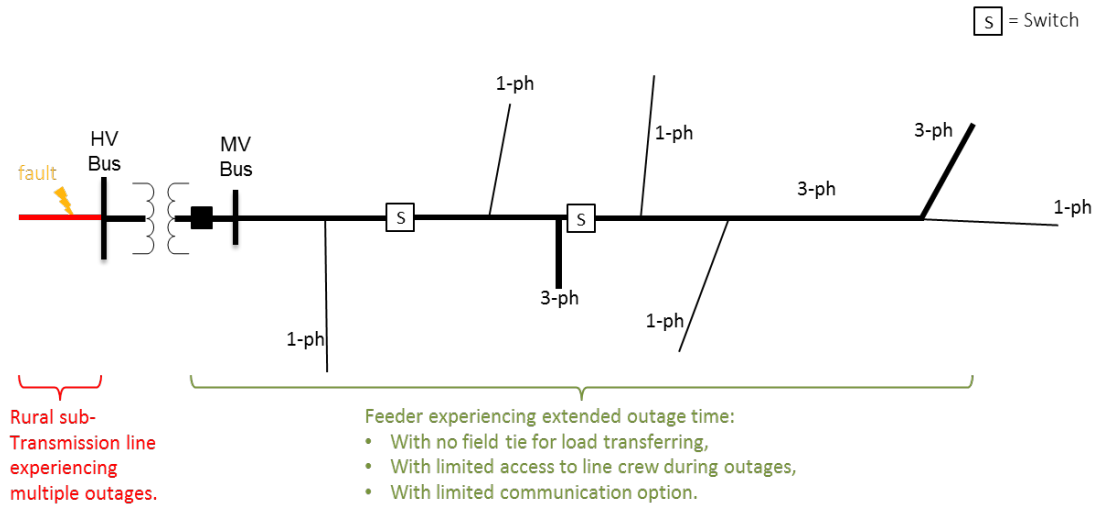 S = Switch
1-ph
1-ph
3-ph
HV
Bus
MV
Bus
fault
3-ph
1-ph
S
S
3-ph
1-ph
1-ph
Rural sub-
Transmission line
experiencing
multiple outages.
Feeder experiencing extended outage time:
• With no field tie for load transferring,
• With limited access to line crew during outages,
• With limited communication option.